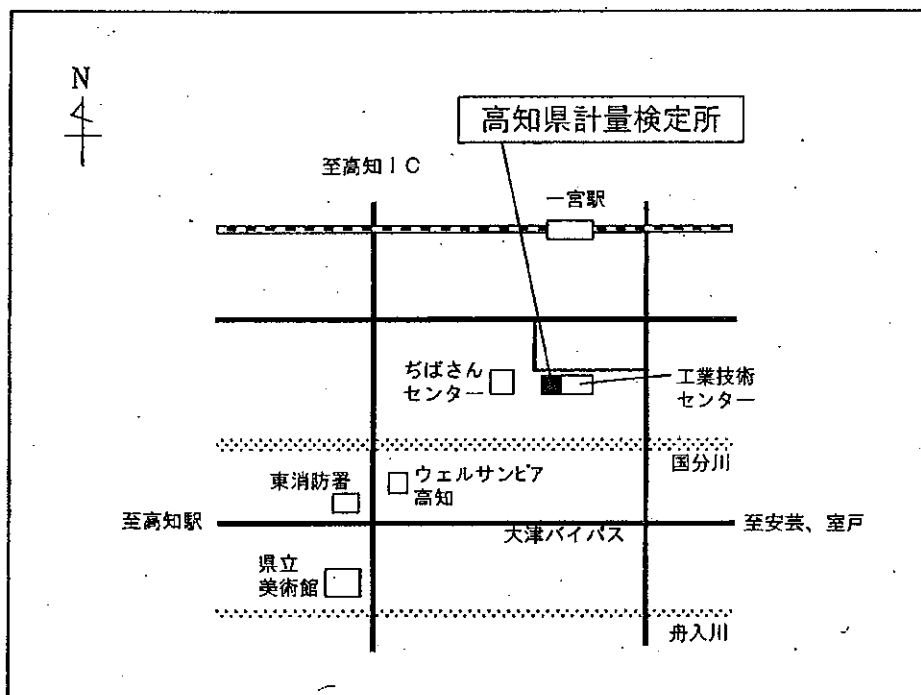 N
高知県計量検定所
至高知IC
一宮駅
ぢばさん
センター
工業技術
センター
国分川
東消防署
ウェルサンピア
高知
至高知駅
大津バイパス
至安芸、室戸
県立
美術館
舟入川